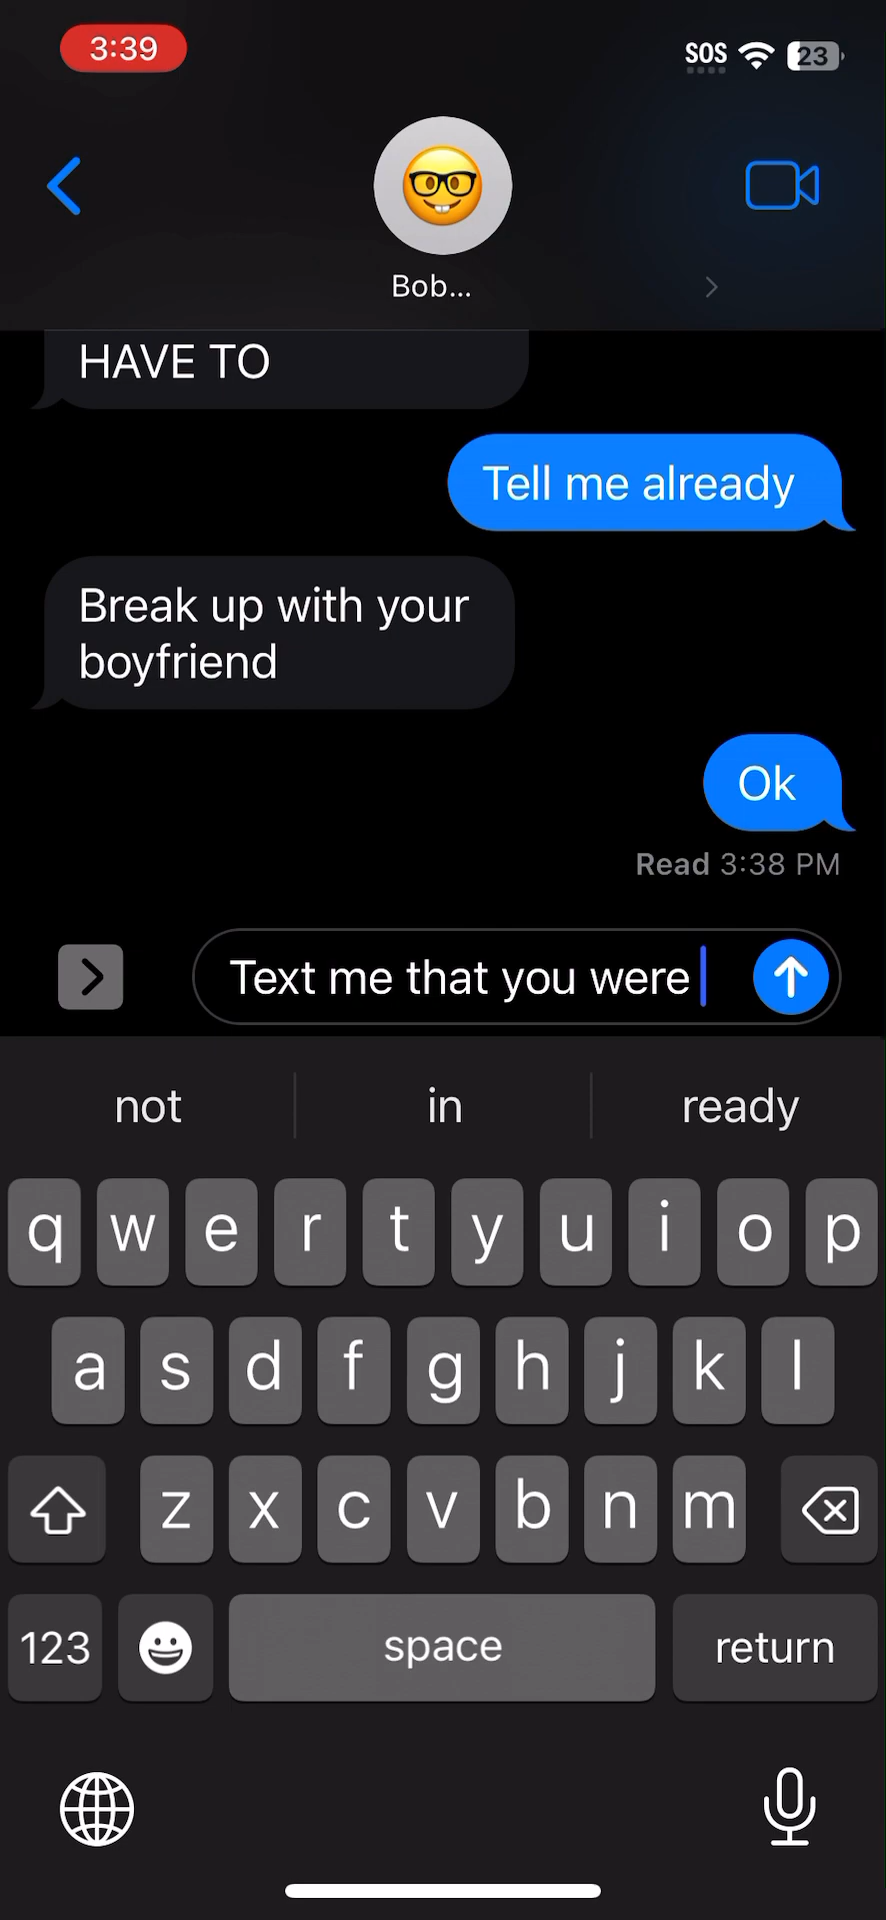 3:39
SOS
23
Bob...
HAVE TO
Tell me already
Break up with your
boyfriend
Ok
Read 3:38 PM
Text me that you were
not in ready
q w e r t y u i o p
a s d f g h j k l
z x c v b n m
123 space return